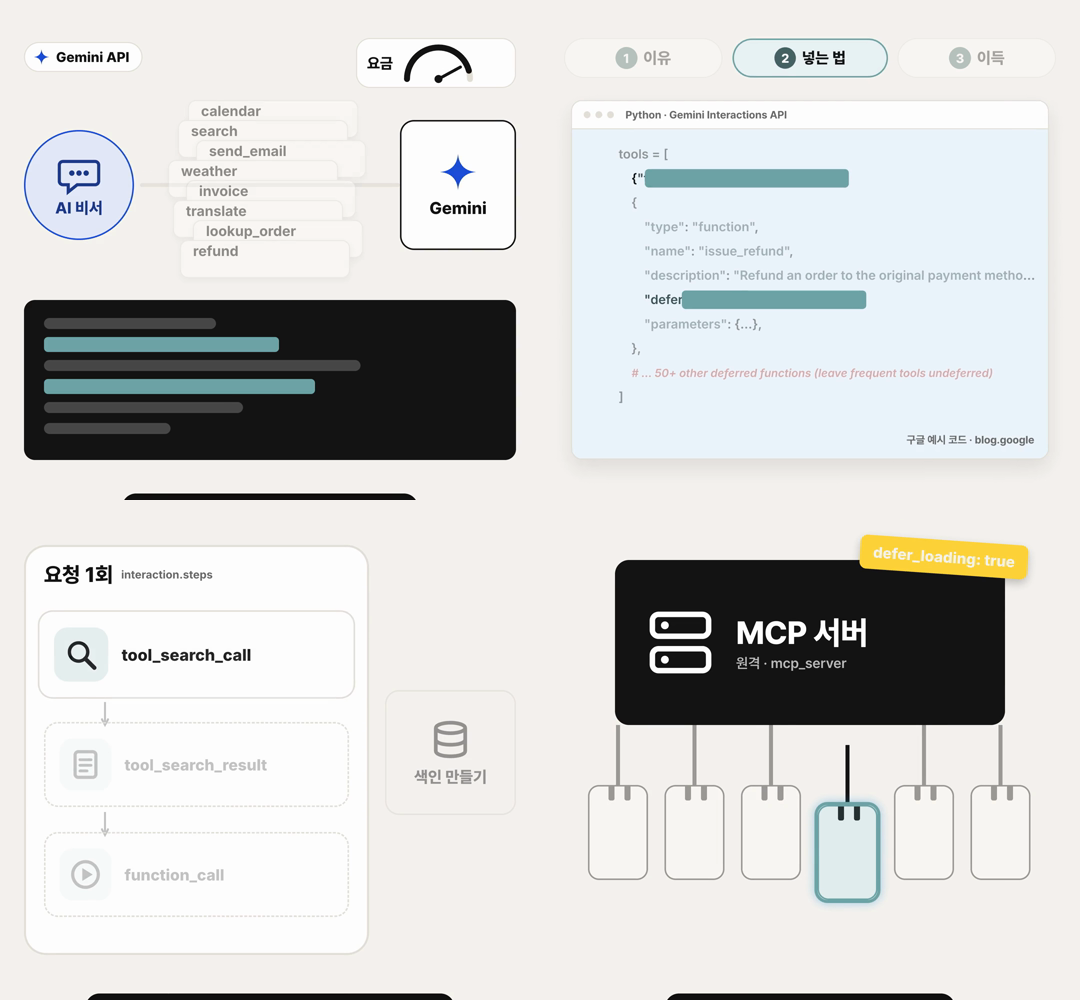 Gemini API
요금
calendar
search
send_email
weather
invoice
translate
lookup_order
refund
AI 비서
Gemini
1 이유
2 넣는 법
3 이득
Python · Gemini Interactions API
tools = [
{"
{
"type": "function",
"name": "issue_refund",
"description": "Refund an order to the original payment metho...
"defer
"parameters": {...},
},
# ... 50+ other deferred functions (leave frequent tools undeferred)
]
구글 예시 코드 · blog.google
요청 1회 interaction.steps
tool_search_call
tool_search_result
function_call
색인 만들기
defer_loading: true
MCP 서버
원격 · mcp_server